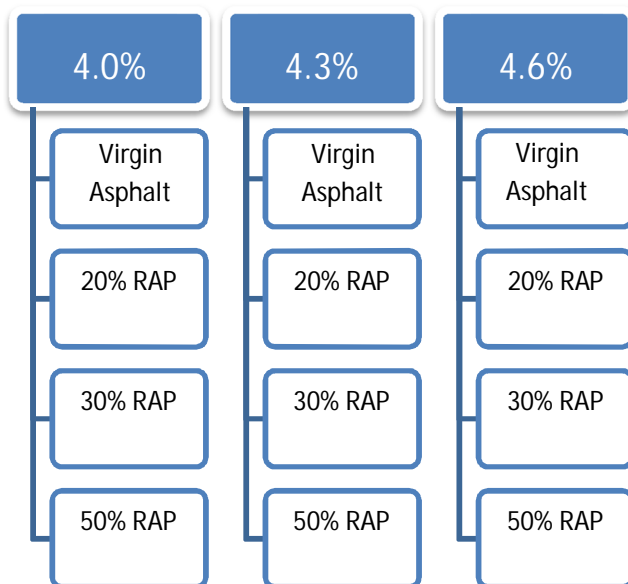 4.0%
Virgin
Asphalt
20% RAP
30% RAP
50% RAP
4.3%
Virgin
Asphalt
20% RAP
30% RAP
50% RAP
4.6%
Virgin
Asphalt
20% RAP
30% RAP
50% RAP